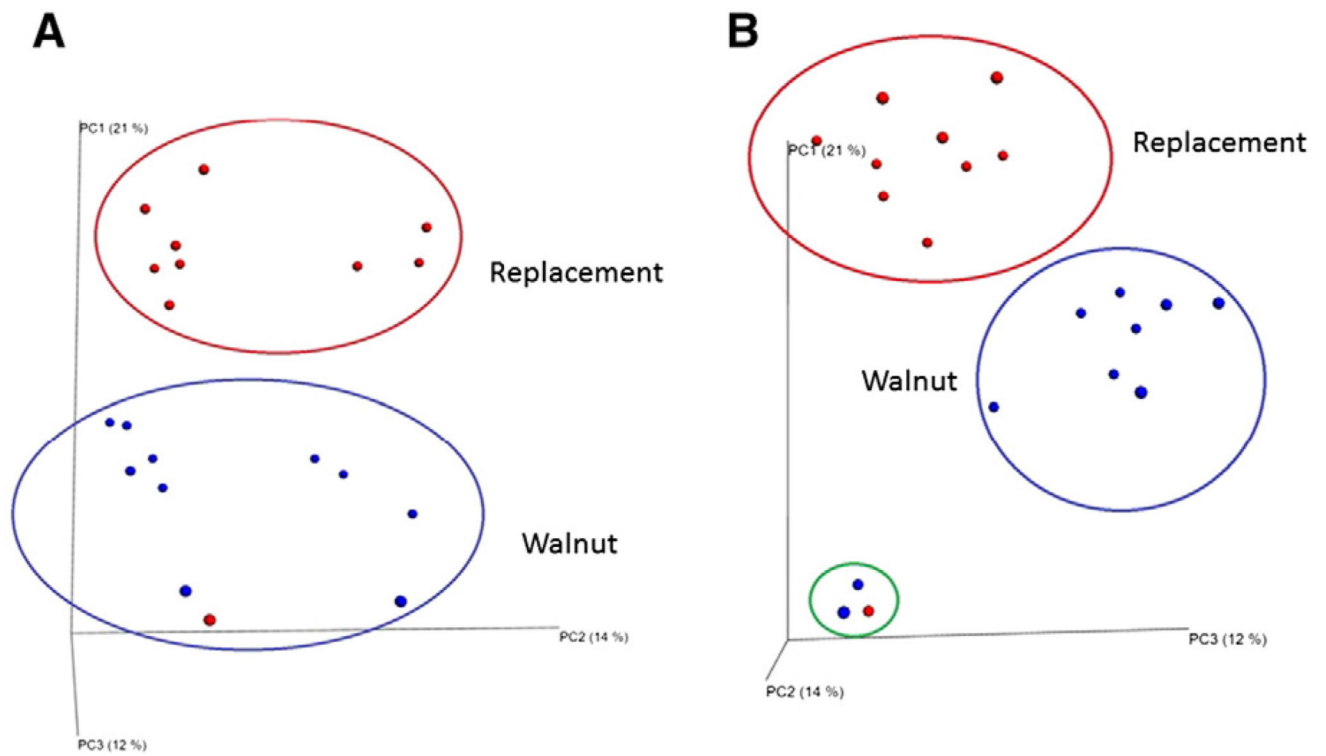 A
PC1 (21 %)
Replacement
Walnut
PC2 (14 %)
PC3 (12 %)
B
PC1 (21 %)
Replacement
Walnut
PC3 (12 %)
PC2 (14 %)